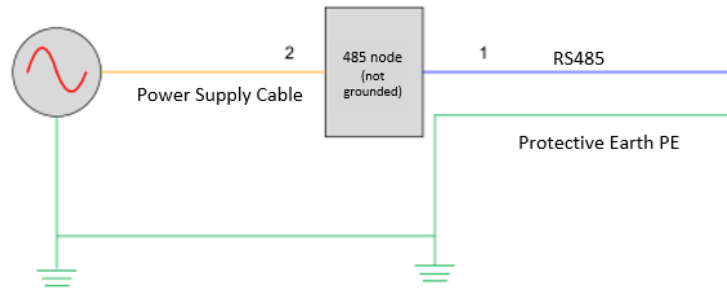 2
485 node
(not
grounded)
1
RS485
Power Supply Cable
Protective Earth PE